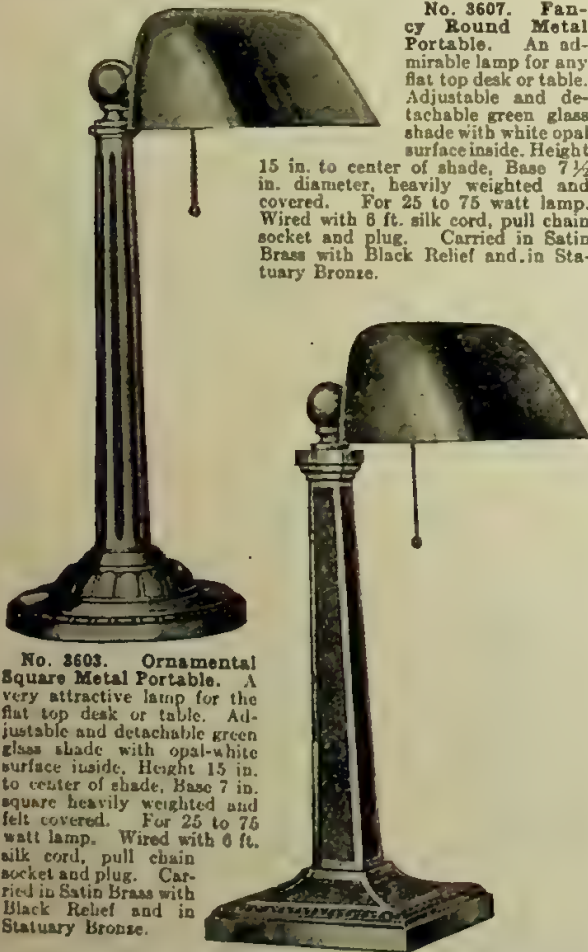 No. 3607. Fan-
cy Round Metal
Portable. An ad-
mirable lamp for any
flat top desk or table.
Adjustable and de-
tachable green glass
shade with white opal
surface inside. Height
15 in. to center of shade, Base 7½
in. diameter, heavily weighted and
covered. For 25 to 75 watt lamp.
Wired with 6 ft. silk cord, pull chain
socket and plug. Carried in Satin
Brass with Black Relief and in Sta-
tuary Bronze.
No. 3603. Ornamental
Square Metal Portable. A
very attractive lamp for the
flat top desk or table. Ad-
justable and detachable green
glass shade with opal-white
surface inside, Height 15 in.
to center of shade, Base 7 in.
square heavily weighted and
felt covered. For 25 to 75
watt lamp. Wired with 6 ft.
silk cord, pull chain
socket and plug. Car-
ried in Satin Brass with
Black Relief and in
Statuary Bronze.